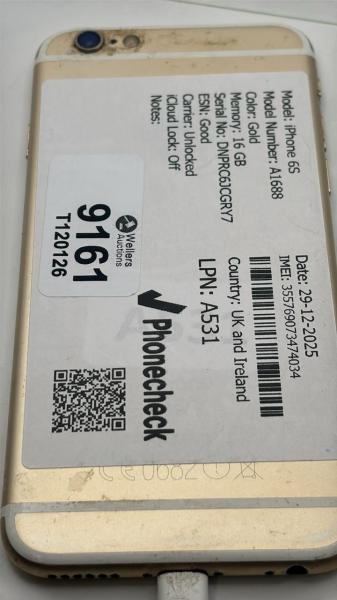 Model: iPhone 6S
Model Number: A1688
Color: Gold
Memory: 16 GB
Serial No: DNPRC6JCGRY7
ESN: Good
Carrier: Unlocked
iCloud Lock: Off
Notes:
Date: 29-12-2025
IMEI: 355769073474034
Country: UK and Ireland
LPN: A531
Phonecheck
Wellers
Auctions
9161
T120126